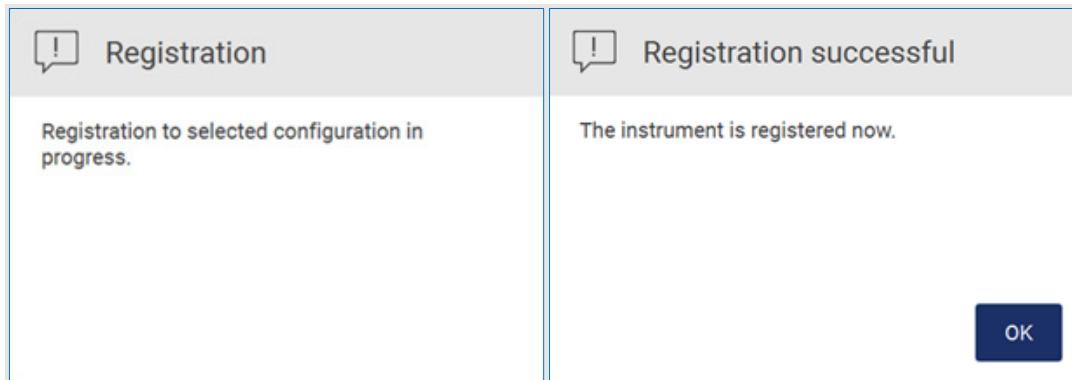 Registration
Registration to selected configuration in
progress.
Registration successful
The instrument is registered now.
OK